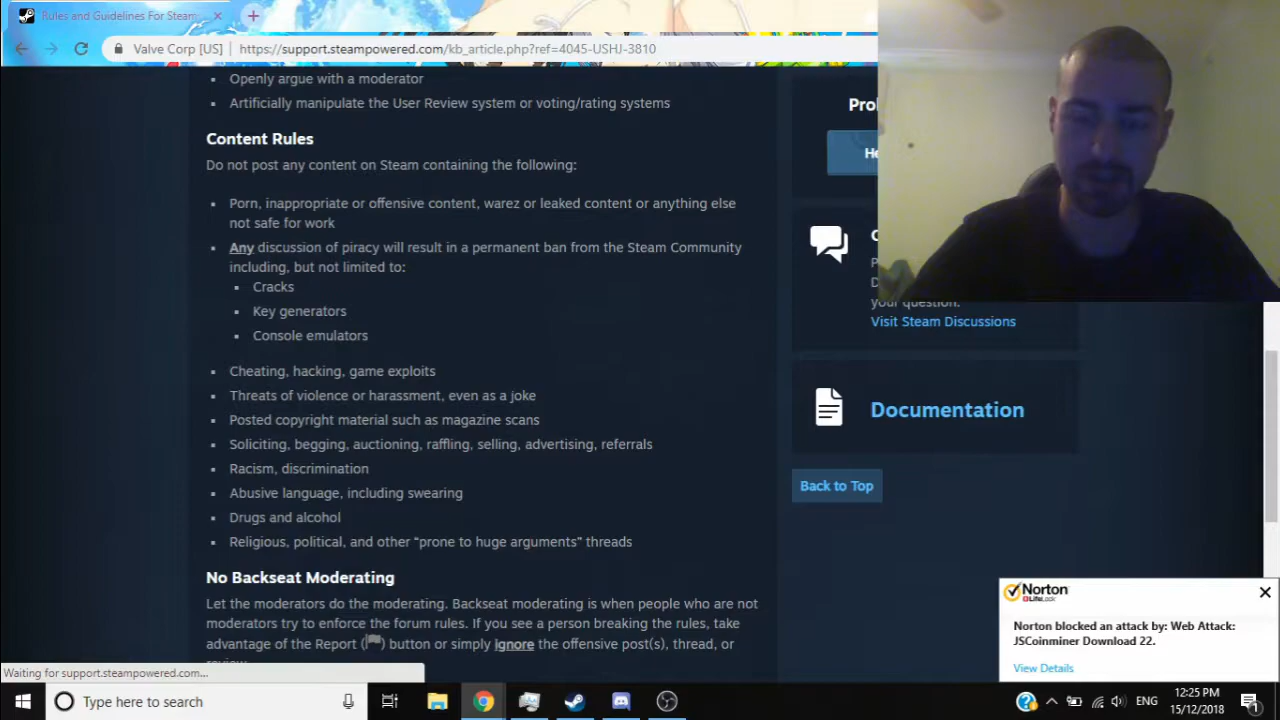 Rules and Guidelines For Steam
Valve Corp [US] | https://support.steampowered.com/kb_article.php?ref=4045-USHJ-3810
Openly argue with a moderator
Artificially manipulate the User Review system or voting/rating systems
Content Rules
Do not post any content on Steam containing the following:
Porn, inappropriate or offensive content, warez or leaked content or anything else
not safe for work
Any discussion of piracy will result in a permanent ban from the Steam Community
including, but not limited to:
Cracks
Key generators
Console emulators
Cheating, hacking, game exploits
Threats of violence or harassment, even as a joke
Posted copyright material such as magazine scans
Soliciting, begging, auctioning, raffling, selling, advertising, referrals
Racism, discrimination
Abusive language, including swearing
Drugs and alcohol
Religious, political, and other “prone to huge arguments” threads
No Backseat Moderating
Let the moderators do the moderating. Backseat moderating is when people who are not
moderators try to enforce the forum rules. If you see a person breaking the rules, take
advantage of the Report ( ) button or simply ignore the offensive post(s), thread, or
your question.
Visit Steam Discussions
Documentation
Back to Top
Norton
LifeLock
Norton blocked an attack by: Web Attack:
JSCoinminer Download 22.
View Details
Waiting for support.steampowered.com...
Type here to search
ENG
12:25 PM
15/12/2018
1